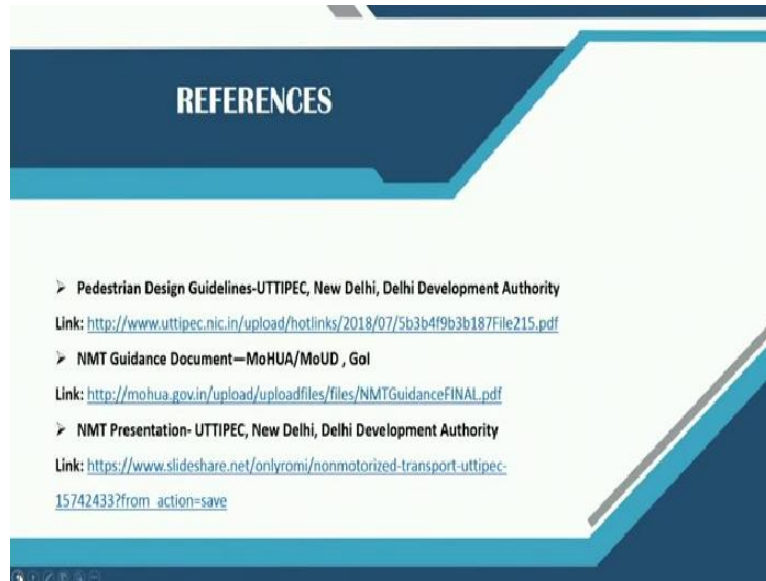 REFERENCES
➢ Pedestrian Design Guidelines-UTTIPEC, New Delhi, Delhi Development Authority
Link: http://www.uttipec.nic.in/upload/hotlinks/2018/07/5b3b4f9b3b187File215.pdf
➢ NMT Guidance Document—MoHUA/MoUD , GoI
Link: http://mohua.gov.in/upload/uploadfiles/files/NMTGuidanceFINAL.pdf
➢ NMT Presentation- UTTIPEC, New Delhi, Delhi Development Authority
Link: https://www.slideshare.net/onlyromi/nonmotorized-transport-uttipec-
15742433?from_action=save